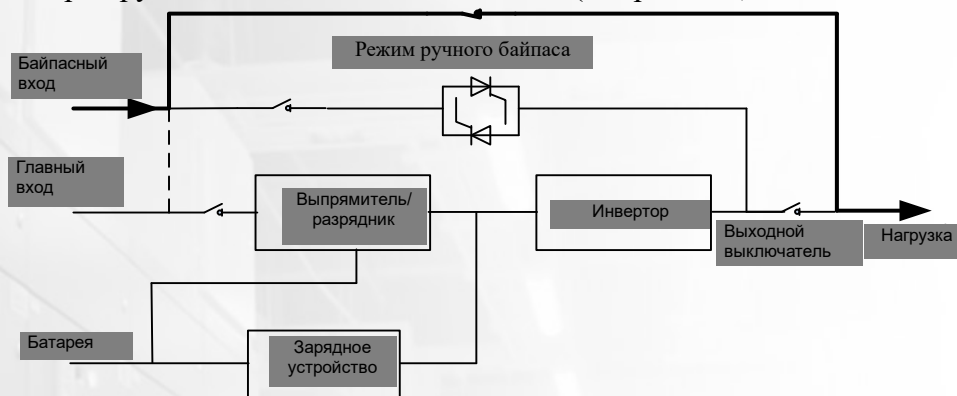 Режим ручного байпаса
Байпасный
вход
Главный
вход
Выпрямитель/
разрядник
Инвертор
Выходной
выключатель
Нагрузка
Батарея
Зарядное
устройство